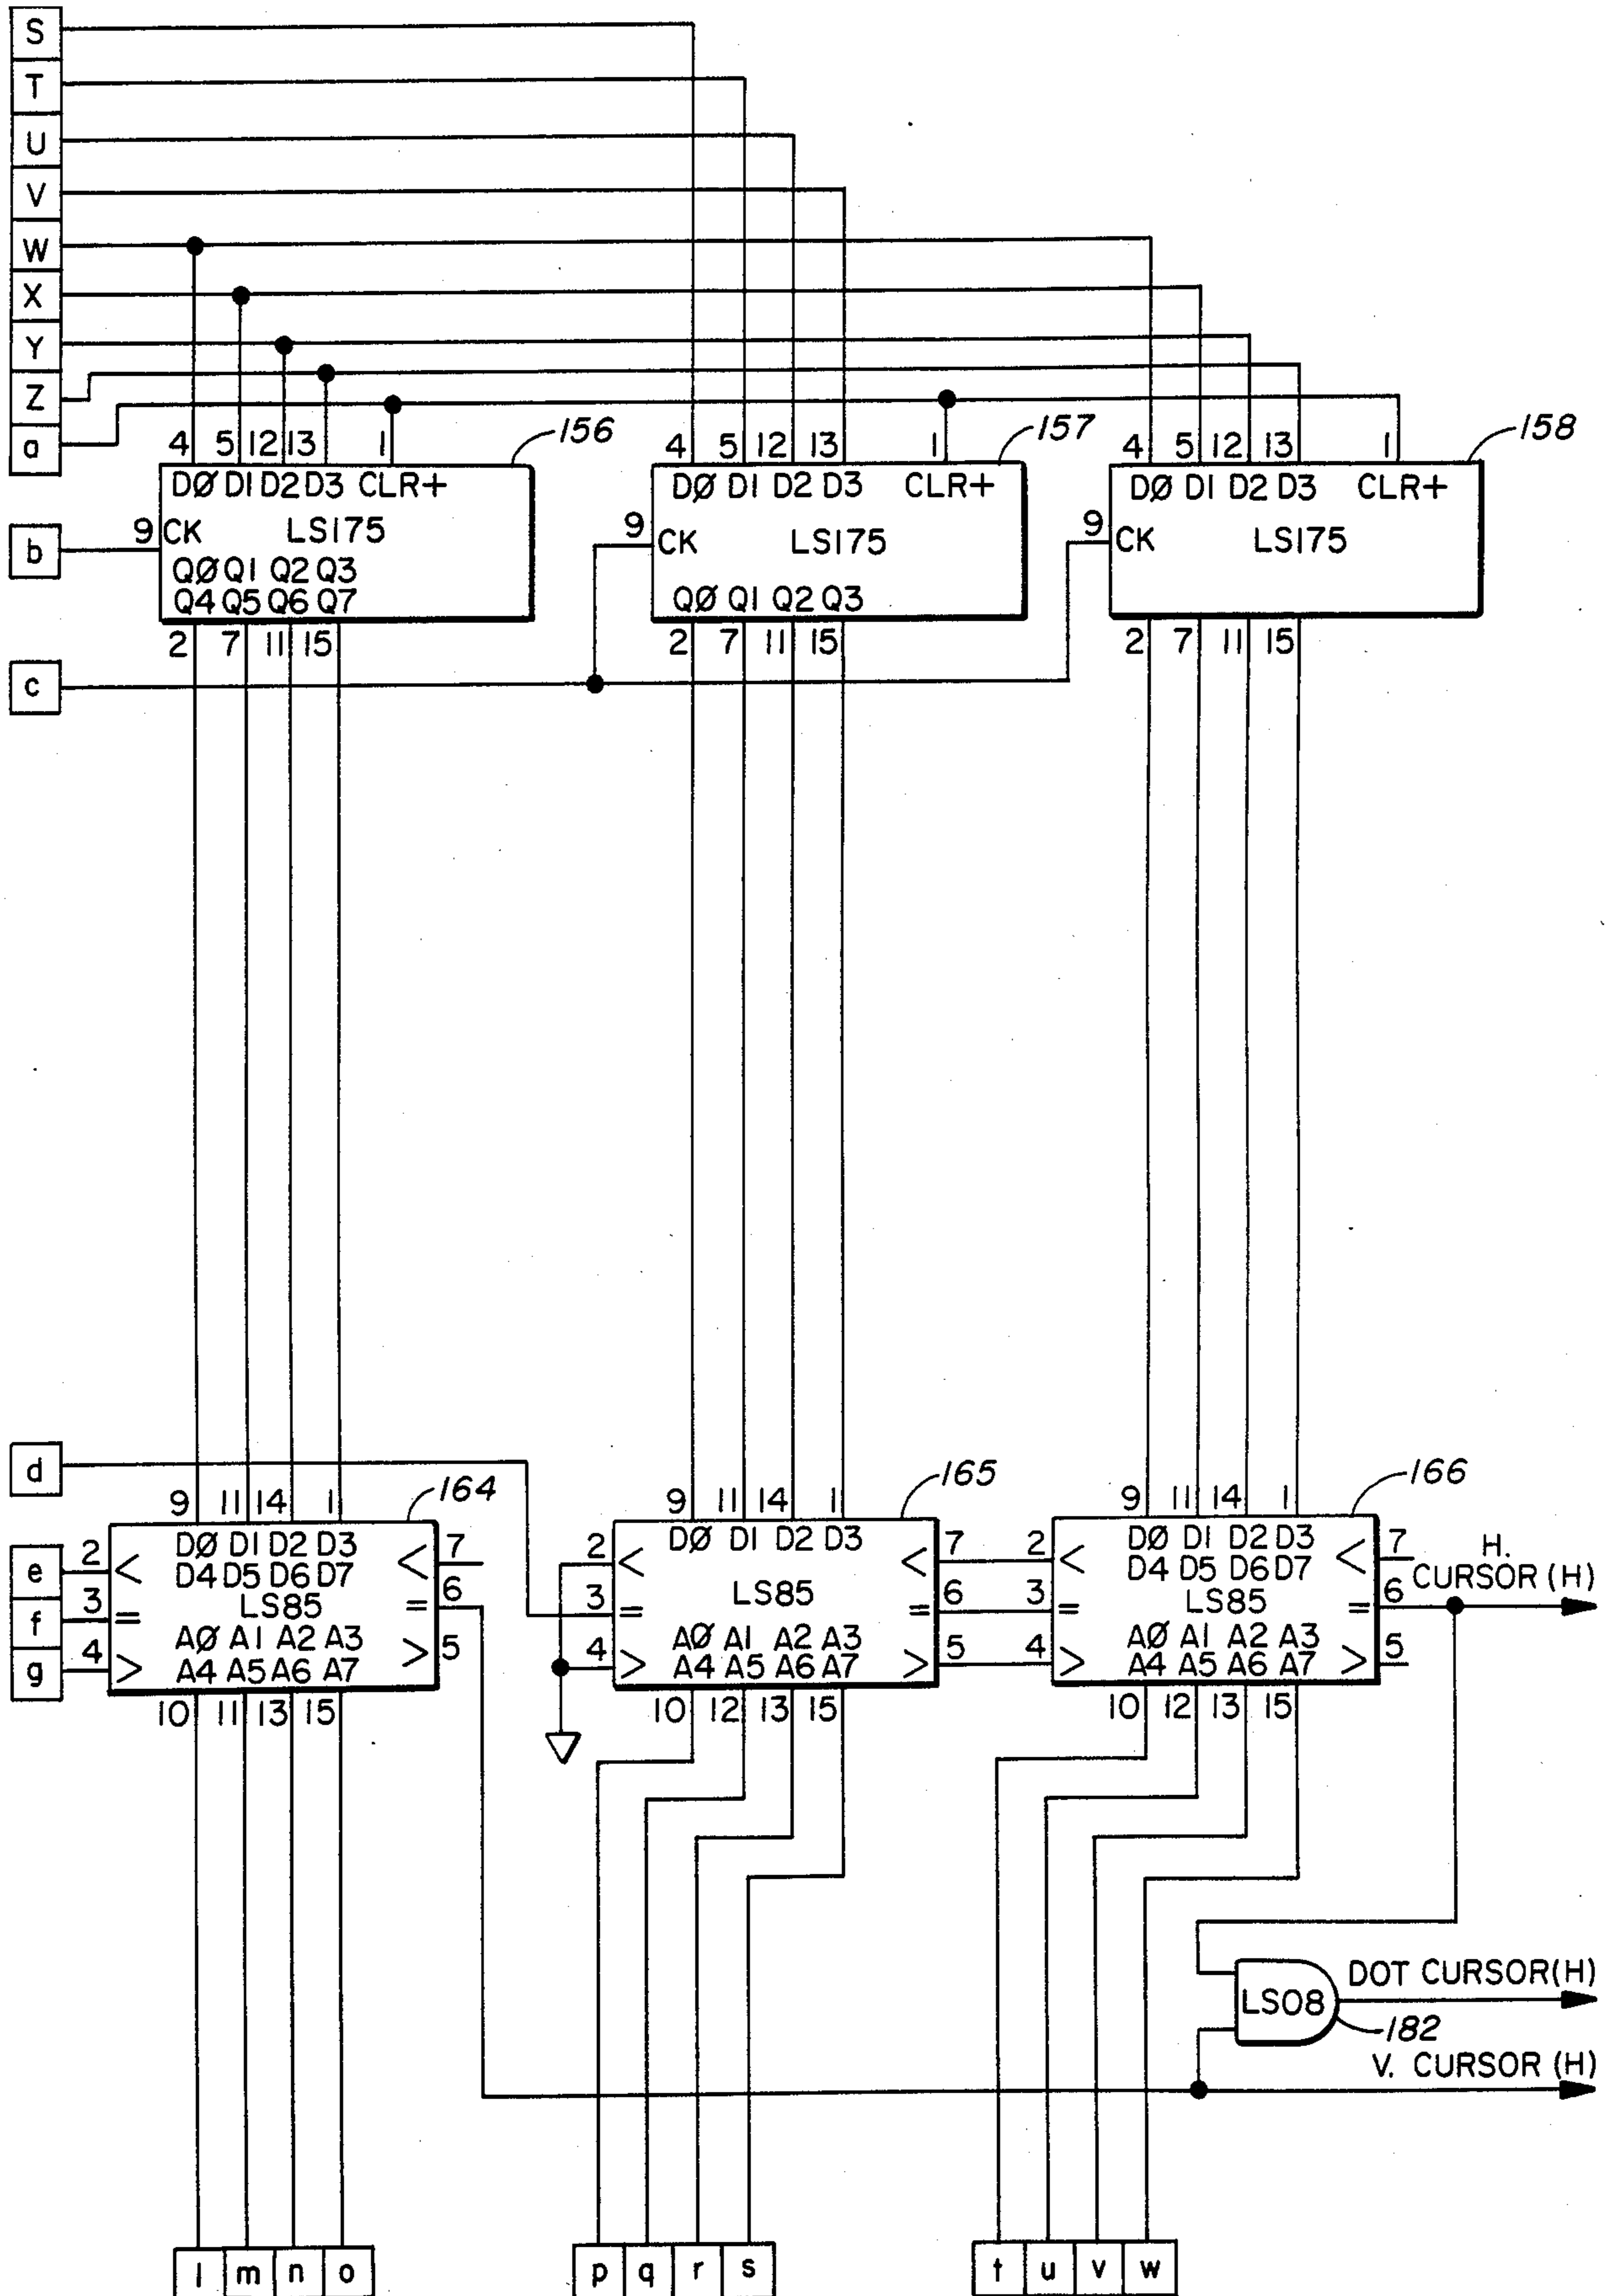 S
T
U
V
W
X
Y
Z
a
4 5 12 13 1 156
4 5 12 13 1 157
4 5 12 13 1 158
DØ D1 D2 D3 CLR+
DØ D1 D2 D3 CLR+
DØ D1 D2 D3 CLR+
b
9 CK LS175
9 CK LS175
9 CK LS175
QØ Q1 Q2 Q3
Q4 Q5 Q6 Q7
QØ Q1 Q2 Q3
2 7 11 15
2 7 11 15
2 7 11 15
c
d
9 11 14 1 164
9 11 14 1 165
9 11 14 1 166
e
f
g
DØ D1 D2 D3
2 < D4 D5 D6 D7 < 7
LS85
3 = = 6
AØ A1 A2 A3
4 > A4 A5 A6 A7 > 5
10 11 13 15
DØ D1 D2 D3
2 < < 7
LS85
3 = = 6
AØ A1 A2 A3
4 > A4 A5 A6 A7 > 5
10 12 13 15
DØ D1 D2 D3
2 < D4 D5 D6 D7 < 7
LS85
3 = = 6
AØ A1 A2 A3
4 > A4 A5 A6 A7 > 5
10 12 13 15
H.
CURSOR (H)
LS08
DOT CURSOR(H)
182
V. CURSOR (H)
l m n o
p q r s
t u v w